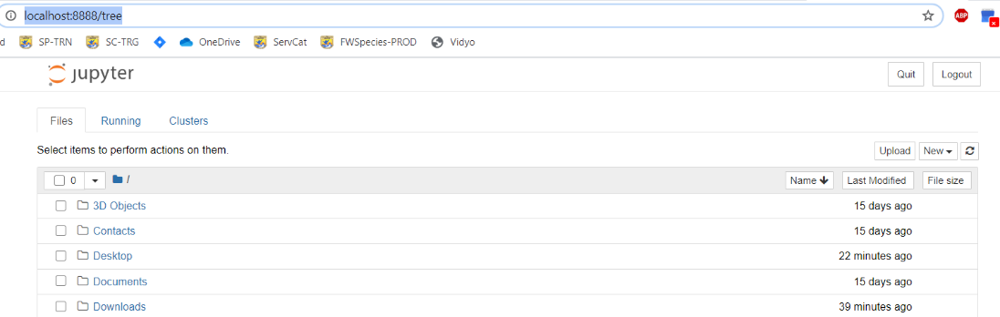 localhost:8888/tree
ABP
d SP-TRN SC-TRG OneDrive ServCat FWSpecies-PROD Vidyo
jupyter Quit Logout
Files Running Clusters
Select items to perform actions on them. Upload New
0 / Name Last Modified File size
3D Objects 15 days ago
Contacts 15 days ago
Desktop 22 minutes ago
Documents 15 days ago
Downloads 39 minutes ago